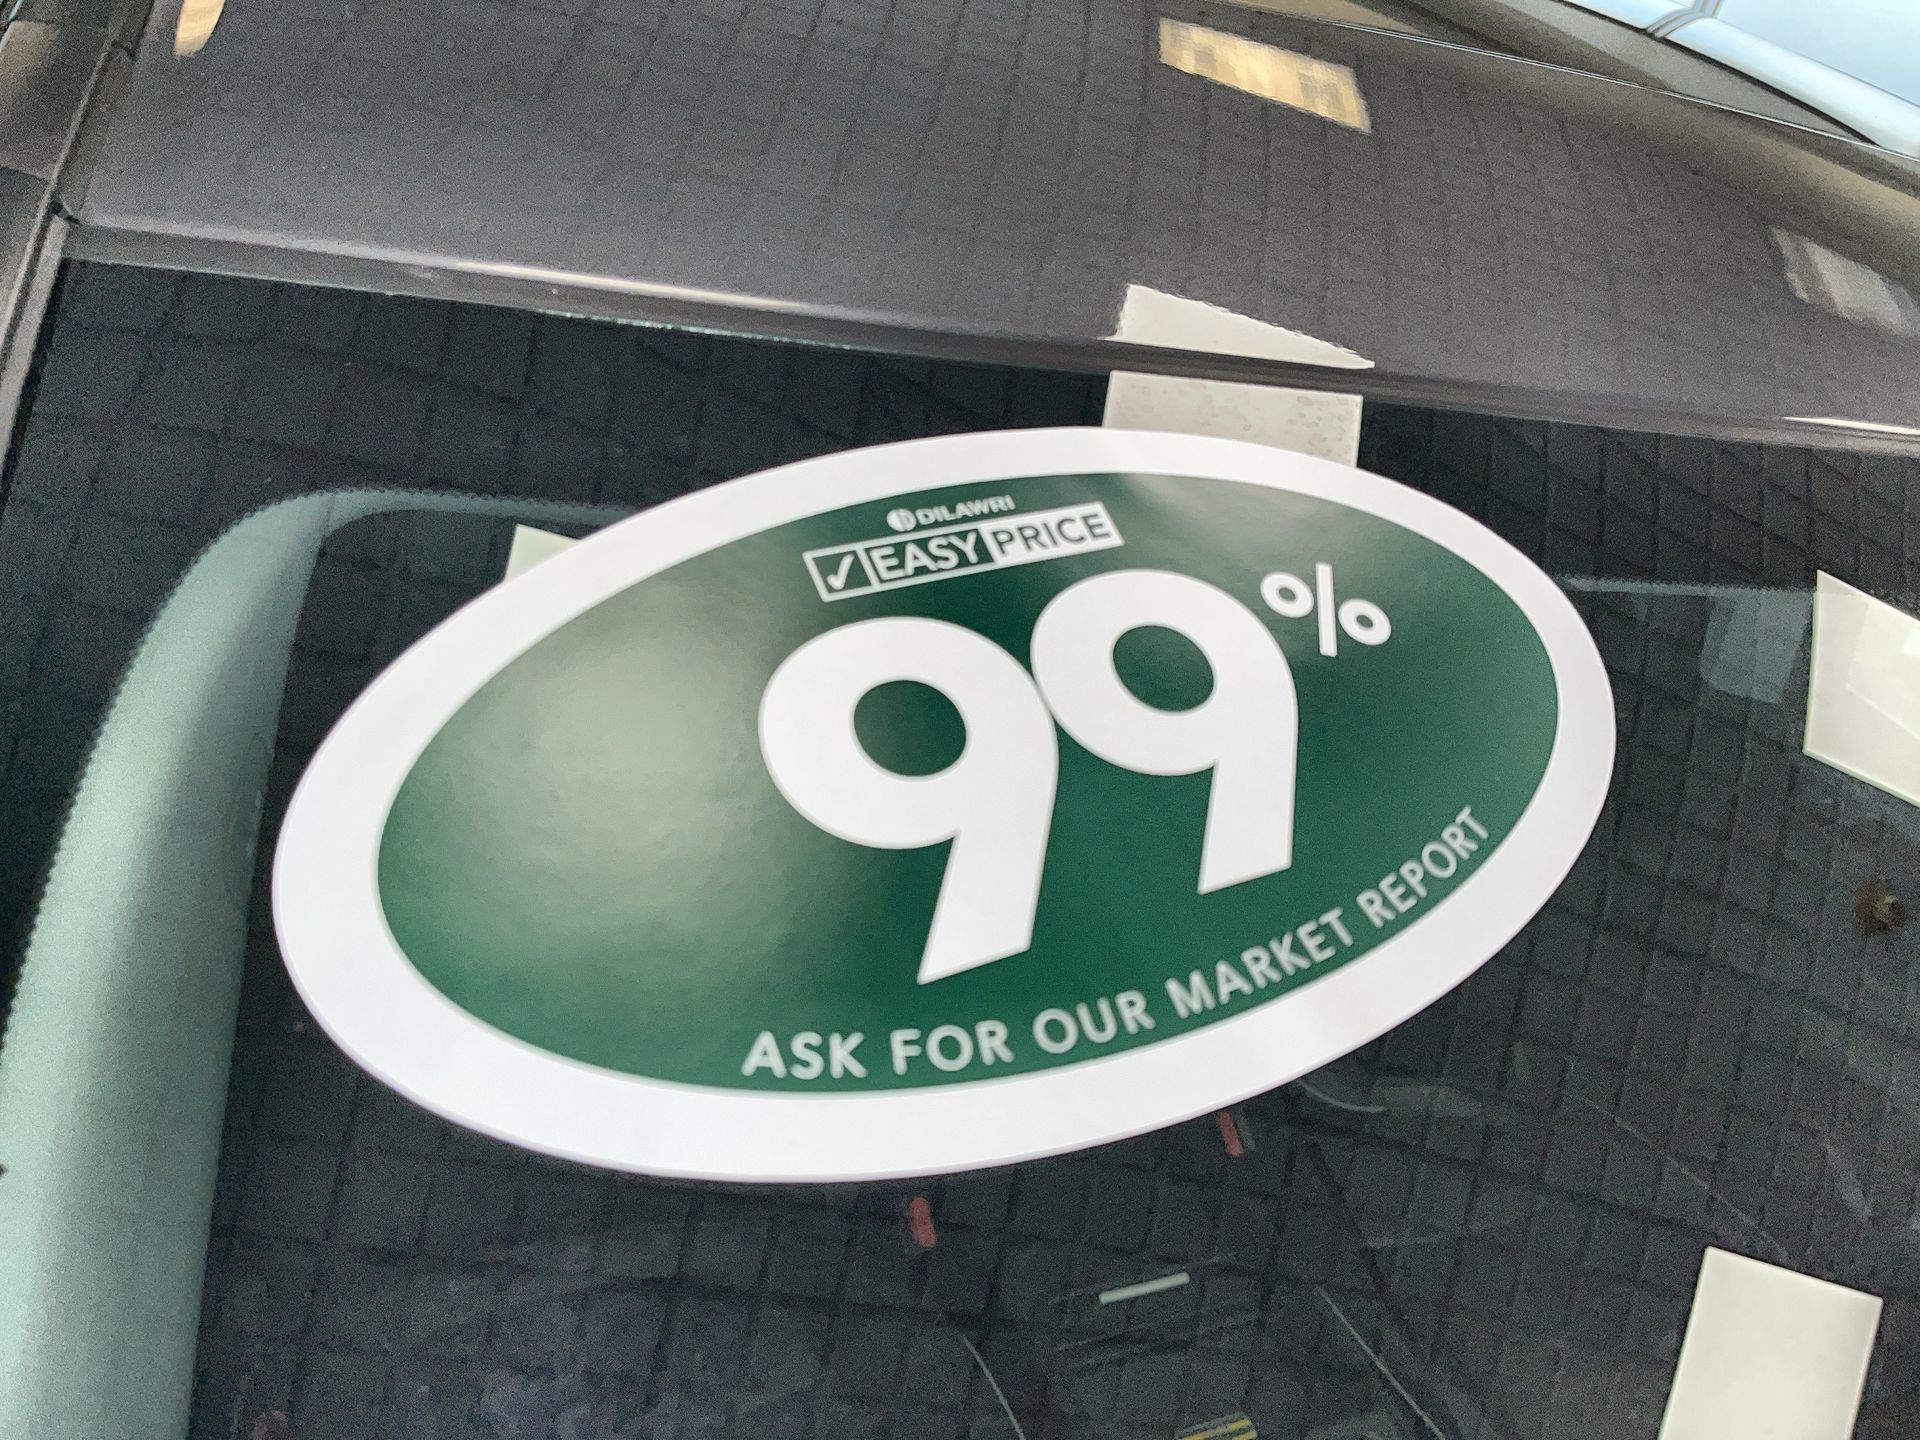 DILAWRI
✓ EASY PRICE
99%
ASK FOR OUR MARKET REPORT